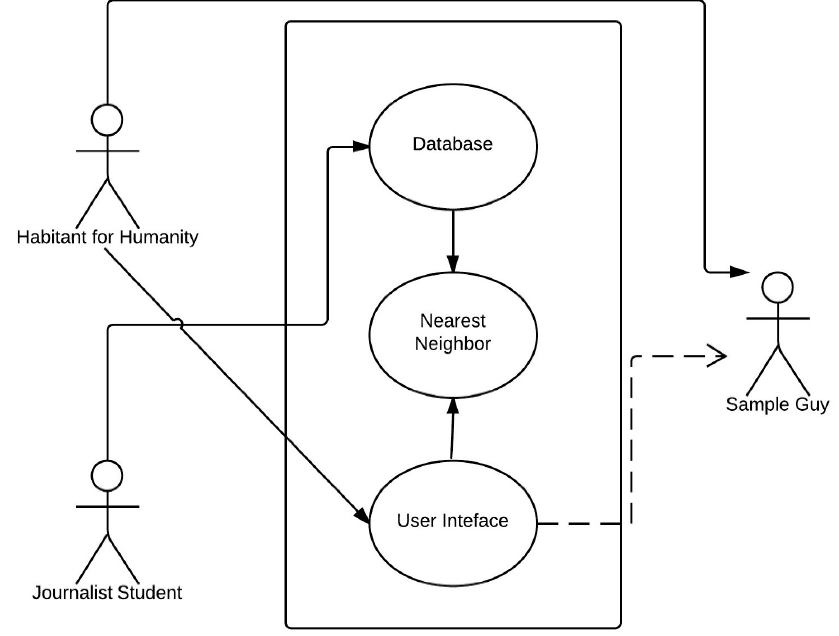 Database
Habitant for Humanity
Nearest
Neighbor
Sample Guy
User Inteface
Journalist Student